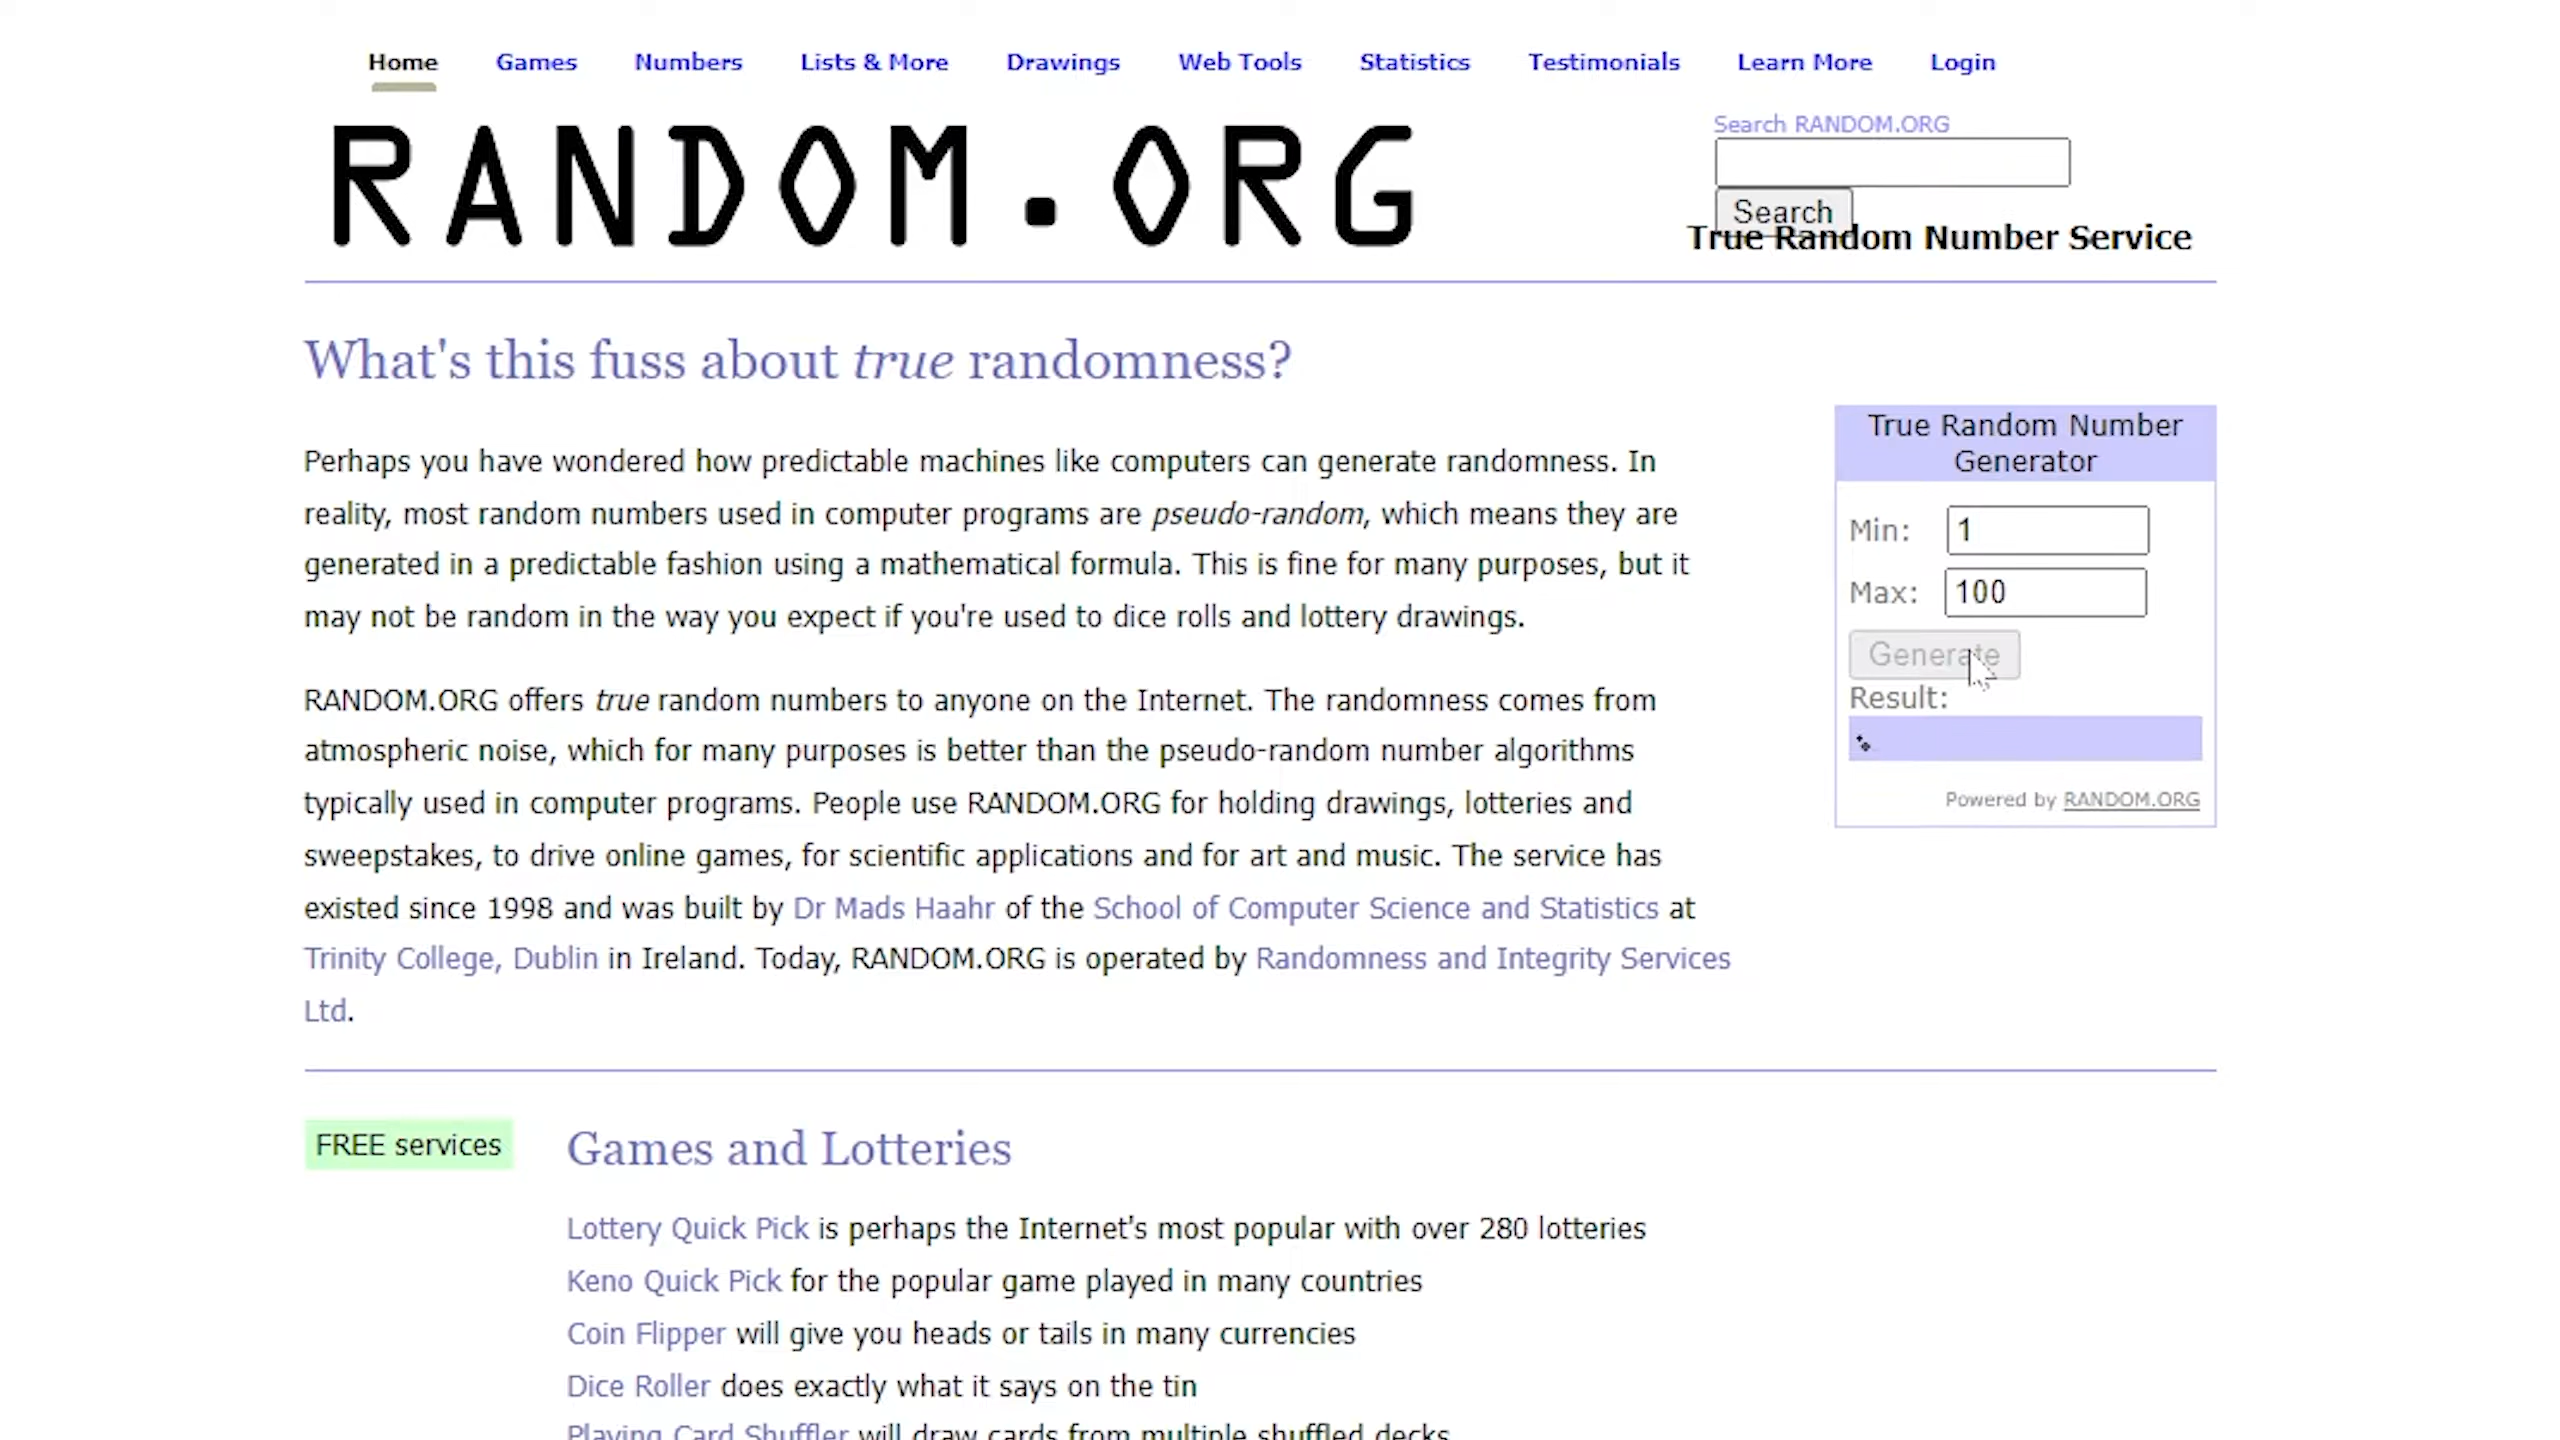 Home Games Numbers Lists & More Drawings Web Tools Statistics Testimonials Learn More Login
RANDOM.ORG
Search RANDOM.ORG
Search
True Random Number Service
What's this fuss about true randomness?
Perhaps you have wondered how predictable machines like computers can generate randomness. In
reality, most random numbers used in computer programs are pseudo-random, which means they are
generated in a predictable fashion using a mathematical formula. This is fine for many purposes, but it
may not be random in the way you expect if you're used to dice rolls and lottery drawings.
RANDOM.ORG offers true random numbers to anyone on the Internet. The randomness comes from
atmospheric noise, which for many purposes is better than the pseudo-random number algorithms
typically used in computer programs. People use RANDOM.ORG for holding drawings, lotteries and
sweepstakes, to drive online games, for scientific applications and for art and music. The service has
existed since 1998 and was built by Dr Mads Haahr of the School of Computer Science and Statistics at
Trinity College, Dublin in Ireland. Today, RANDOM.ORG is operated by Randomness and Integrity Services
Ltd.
True Random Number
Generator
Min: 1
Max: 100
Generate
Result:
Powered by RANDOM.ORG
FREE services
Games and Lotteries
Lottery Quick Pick is perhaps the Internet's most popular with over 280 lotteries
Keno Quick Pick for the popular game played in many countries
Coin Flipper will give you heads or tails in many currencies
Dice Roller does exactly what it says on the tin
Playing Card Shuffler will draw cards from multiple shuffled decks